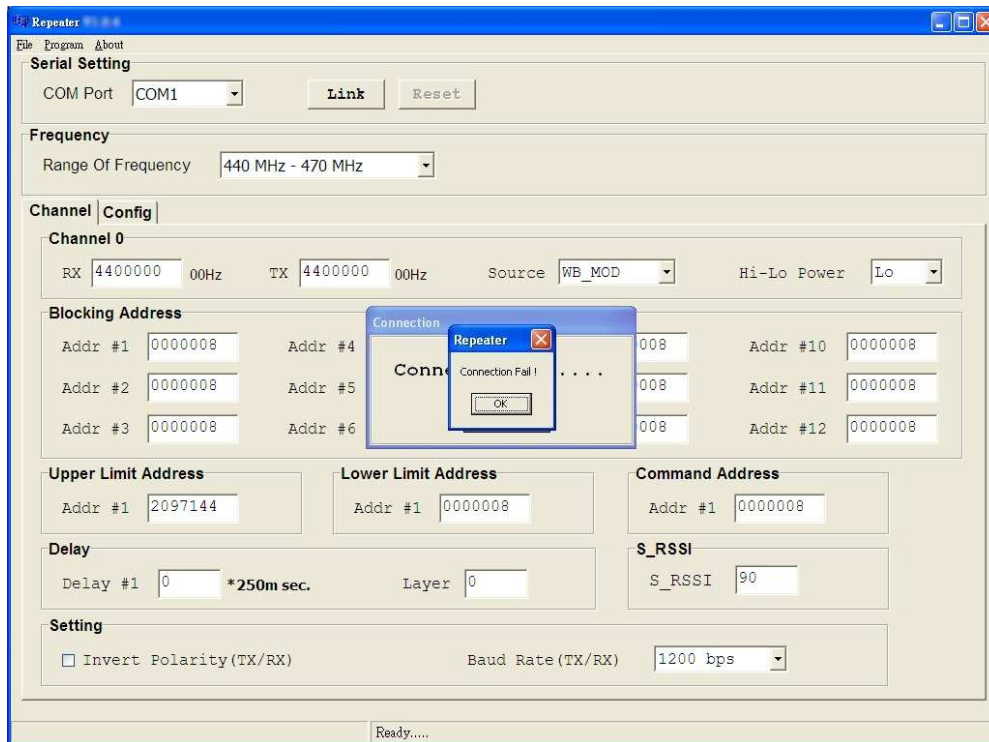 Repeater
File Program About
Serial Setting
COM Port COM1 Link Reset
Frequency
Range Of Frequency 440 MHz - 470 MHz
Channel Config
Channel 0
RX 4400000 00Hz TX 4400000 00Hz Source WB_MOD Hi-Lo Power Lo
Blocking Address
Connection
Repeater
Connection Fail !
OK
Addr #1 0000008 Addr #4 008 Addr #10 0000008
Conne ....
Addr #2 0000008 Addr #5 008 Addr #11 0000008
Addr #3 0000008 Addr #6 008 Addr #12 0000008
Upper Limit Address Lower Limit Address Command Address
Addr #1 2097144 Addr #1 0000008 Addr #1 0000008
Delay S_RSSI
Delay #1 0 *250m sec. Layer 0 S_RSSI 90
Setting
Invert Polarity(TX/RX) Baud Rate(TX/RX) 1200 bps
Ready.....